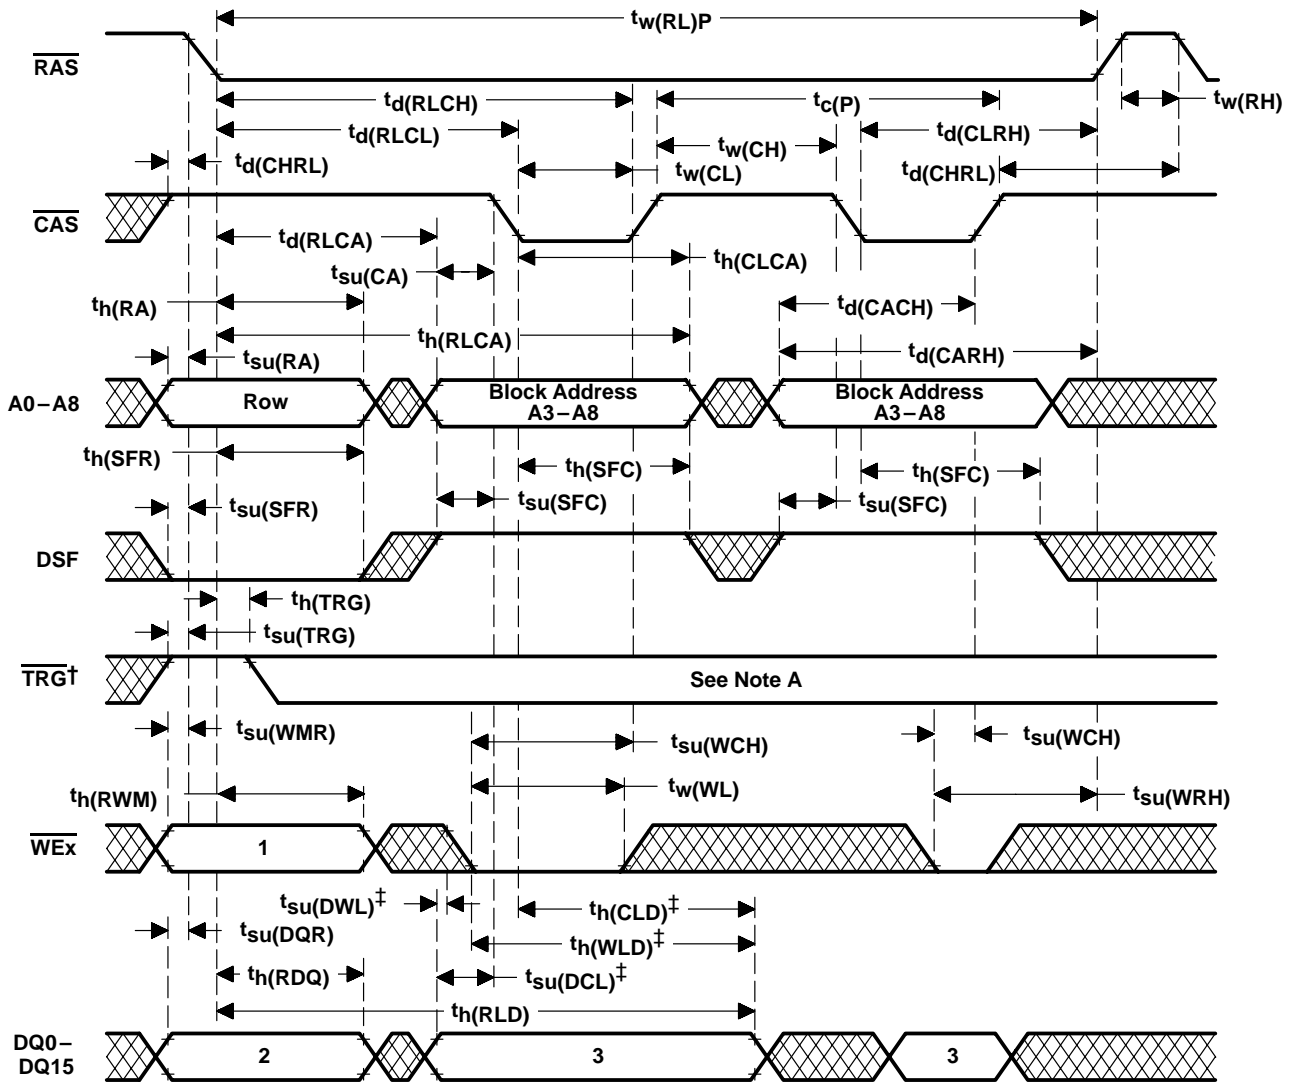 tw(RL)P
RAS
td(RLCH)
tc(P)
tw(RH)
td(RLCL)
td(CLRH)
tw(CH)
td(CHRL)
tw(CL)
td(CHRL)
CAS
td(RLCA)
th(CLCA)
tsu(CA)
th(RA)
td(CACH)
th(RLCA)
tsu(RA)
td(CARH)
A0–A8
Row
Block Address
A3–A8
Block Address
A3–A8
th(SFR)
th(SFC)
th(SFC)
tsu(SFR)
tsu(SFC)
tsu(SFC)
DSF
th(TRG)
tsu(TRG)
TRG†
See Note A
tsu(WMR)
tsu(WCH)
tsu(WCH)
th(RWM)
tw(WL)
tsu(WRH)
WEx
1
tsu(DWL)‡
th(CLD)‡
tsu(DQR)
th(WLD)‡
th(RDQ)
tsu(DCL)‡
th(RLD)
DQ0–
DQ15
2
3
3